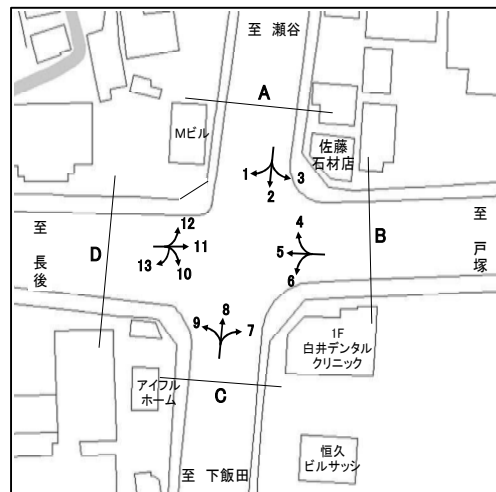 至 瀬谷
A
Mビル
佐藤
石材店
1
2
3
至
長後
D
12
11
13
10
4
5
6
B
至
戸塚
9
8
7
1F
白井デンタル
クリニック
アイフル
ホーム
C
至 下飯田
恒久
ビルサッシ